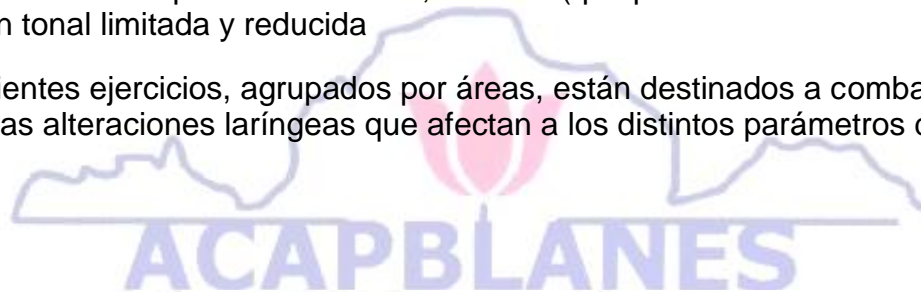 n tonal limitada y reducida
ientes ejercicios, agrupados por áreas, están destinados a comba
as alteraciones laríngeas que afectan a los distintos parámetros
ACAPBLANES